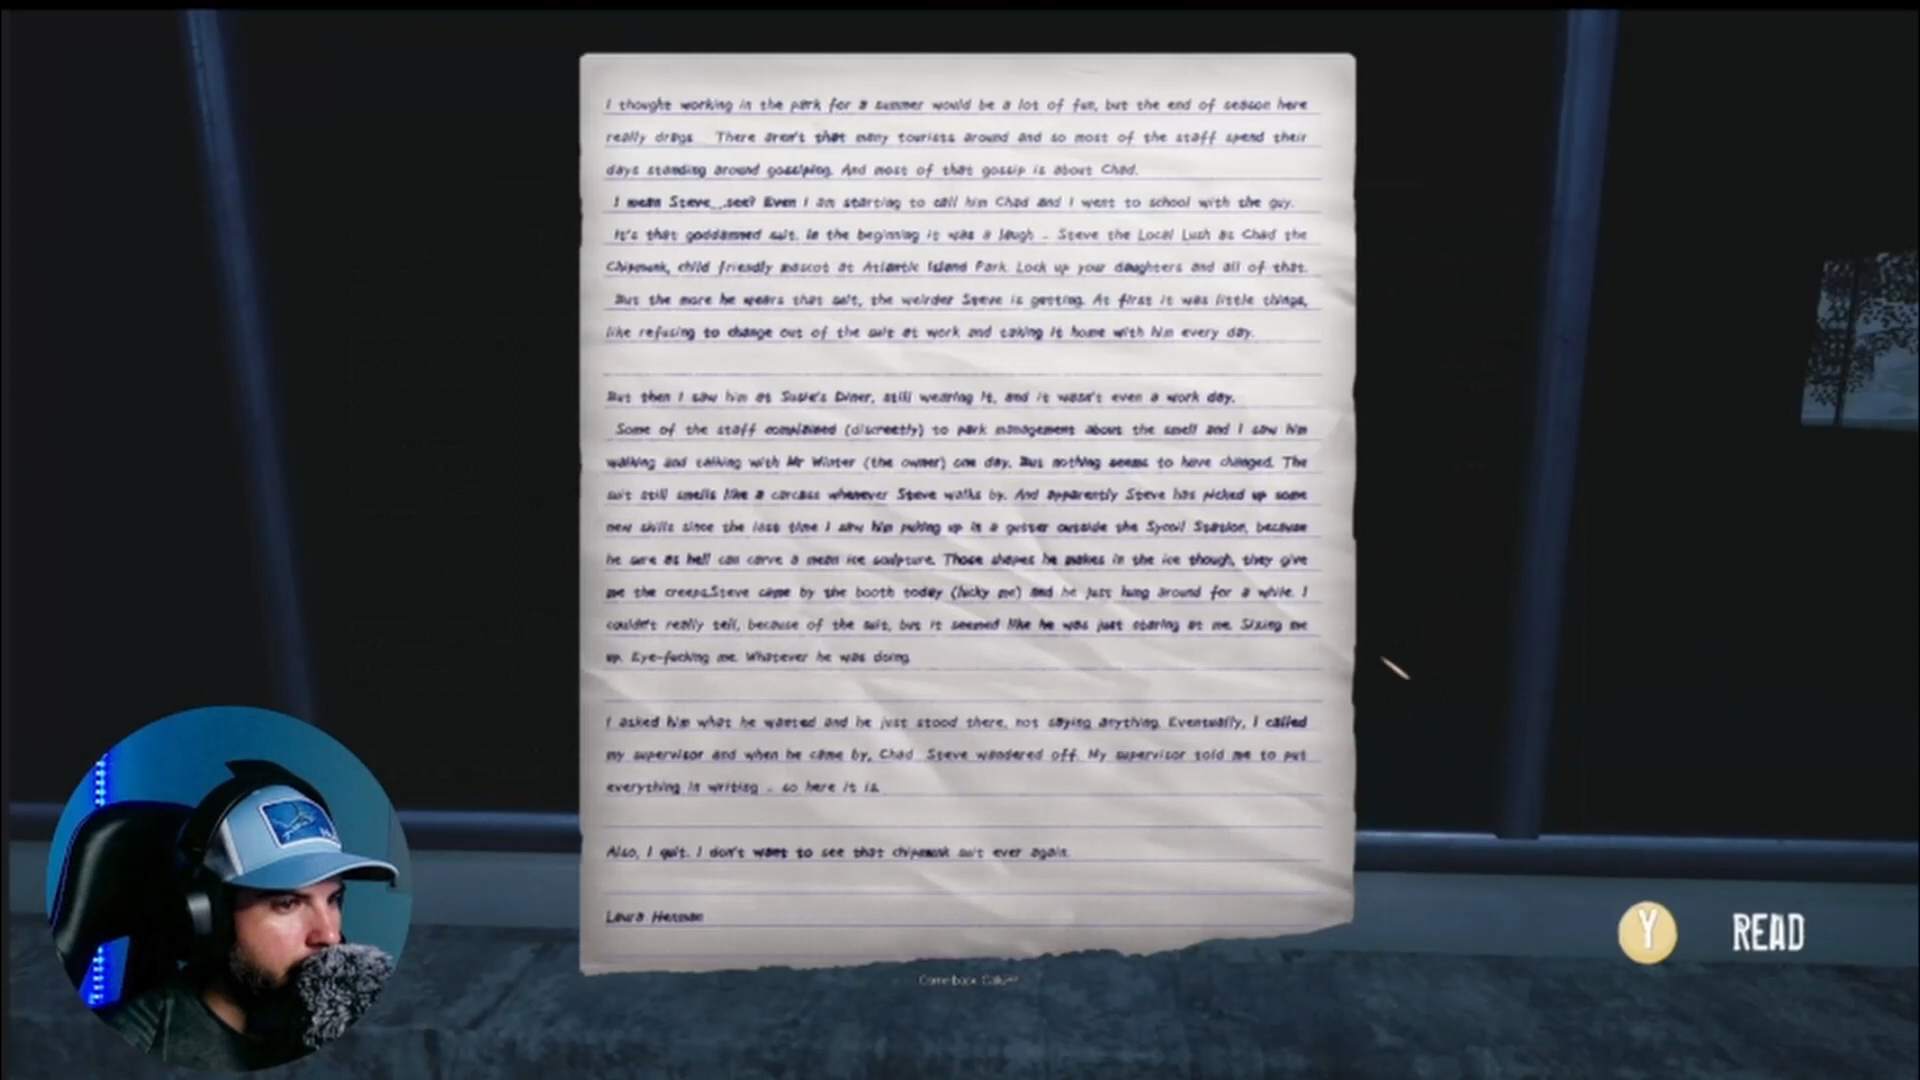 I thought working in the park for a summer would be a lot of fun, but the end of season here
really drags. There aren't that many tourists around and so most of the staff spend their
days standing around gossiping. And most of that gossip is about Chad.
I mean Steve...see? Even I am starting to call him Chad and I went to school with the guy.
It's that goddamned suit. In the beginning it was a laugh - Steve the Local Lush as Chad the
Chipmunk, child friendly mascot at Atlantic Island Park. Lock up your daughters and all of that.
But the more he wears that suit, the weirder Steve is getting. At first it was little things,
like refusing to change out of the suit at work and taking it home with him every day.
But then I saw him at Susie's Diner, still wearing it, and it wasn't even a work day.
Some of the staff complained (discreetly) to park management about the smell and I saw him
walking and talking with Mr Winter (the owner) one day. But nothing seems to have changed. The
suit still smells like a carcass whenever Steve walks by. And apparently Steve has picked up some
new skills since the last time I saw him puking up in a gutter outside the Station, because
he sure as hell can carve a mean ice sculpture. Those shapes he makes in the ice though, they give
me the creeps.Steve came by the booth today (lucky me) and he just hung around for a while. I
couldn't really tell, because of the suit, but it seemed like he was just staring at me. Sizing me
up. Eye-fucking me. Whatever he was doing.
I asked him what he wanted and he just stood there, not saying anything. Eventually, I called
my supervisor and when he came by, Chad...Steve wandered off. My supervisor told me to put
everything in writing - so here it is.
Also, I quit. I don't want to see that chipmunk suit ever again.
Laura Henman
Come back
Y READ